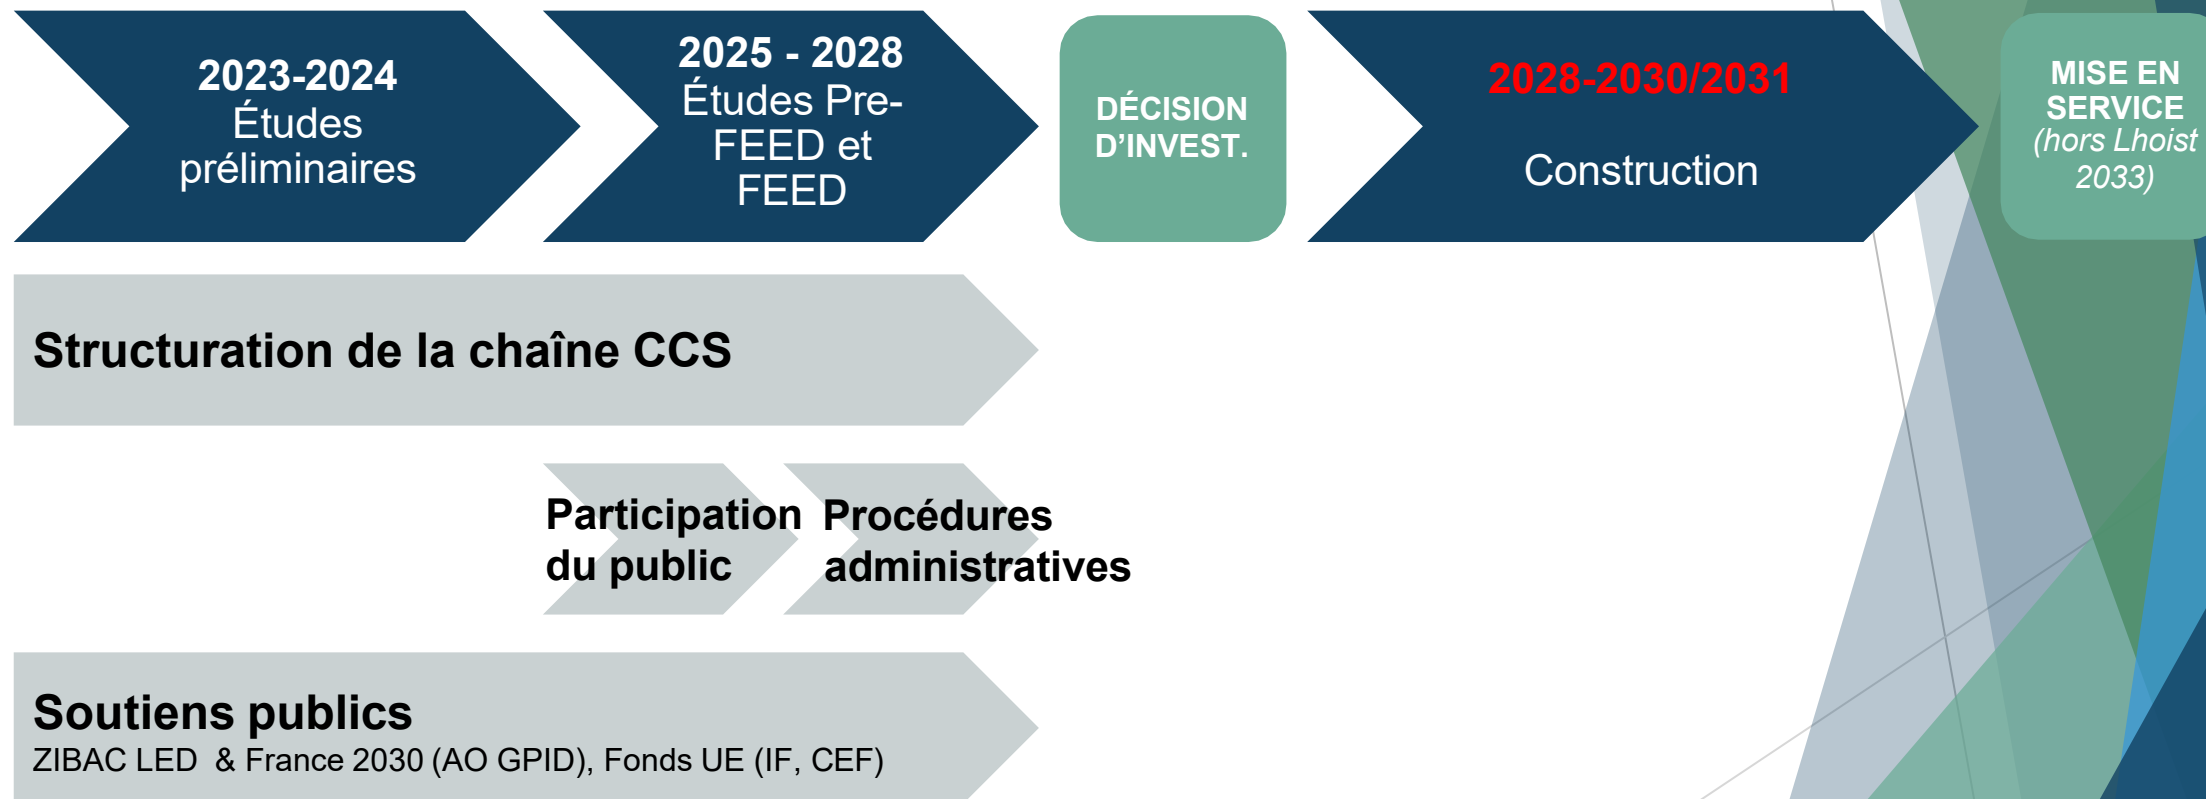 2023-2024
Études
préliminaires
2025 - 2028
Études Pre-
FEED et
FEED
DÉCISION
D’INVEST.
2028-2030/2031
Construction
MISE EN
SERVICE
(hors Lhoist
2033)
Structuration de la chaîne CCS
Participation
du public
Procédures
administratives
Soutiens publics
ZIBAC LED & France 2030 (AO GPID), Fonds UE (IF, CEF)